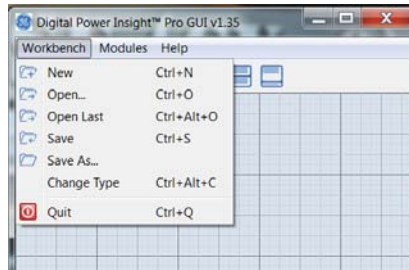 Digital Power Insight™ Pro GUI v1.35
Workbench Modules Help
New Ctrl+N
Open... Ctrl+O
Open Last Ctrl+Alt+O
Save Ctrl+S
Save As...
Change Type Ctrl+Alt+C
Quit Ctrl+Q